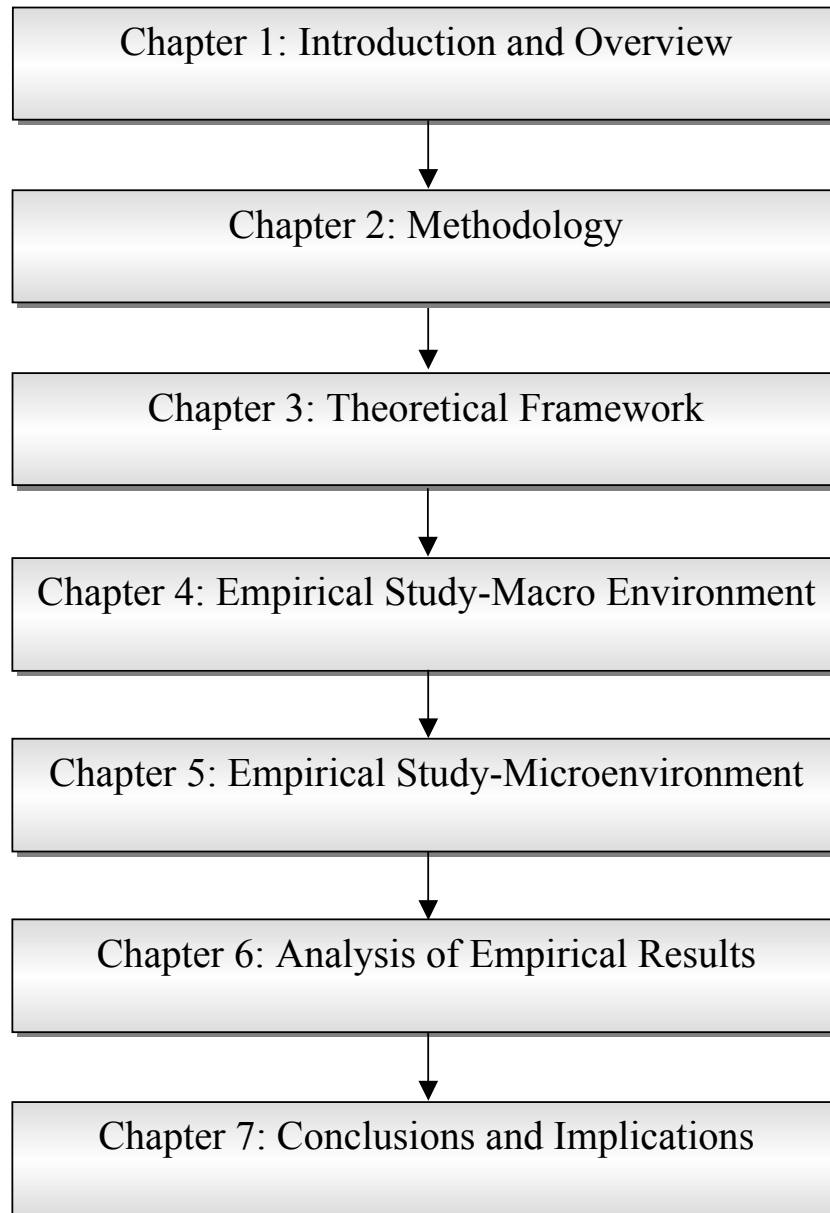 Chapter 1: Introduction and Overview
Chapter 2: Methodology
Chapter 3: Theoretical Framework
Chapter 4: Empirical Study-Macro Environment
Chapter 5: Empirical Study-Microenvironment
Chapter 6: Analysis of Empirical Results
Chapter 7: Conclusions and Implications